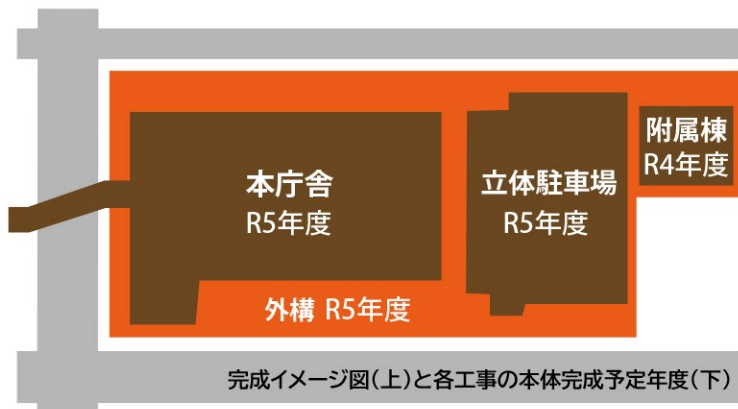 本庁舎
R5年度
立体駐車場
R5年度
附属棟
R4年度
外構 R5年度
完成イメージ図(上)と各工事の本体完成予定年度(下)